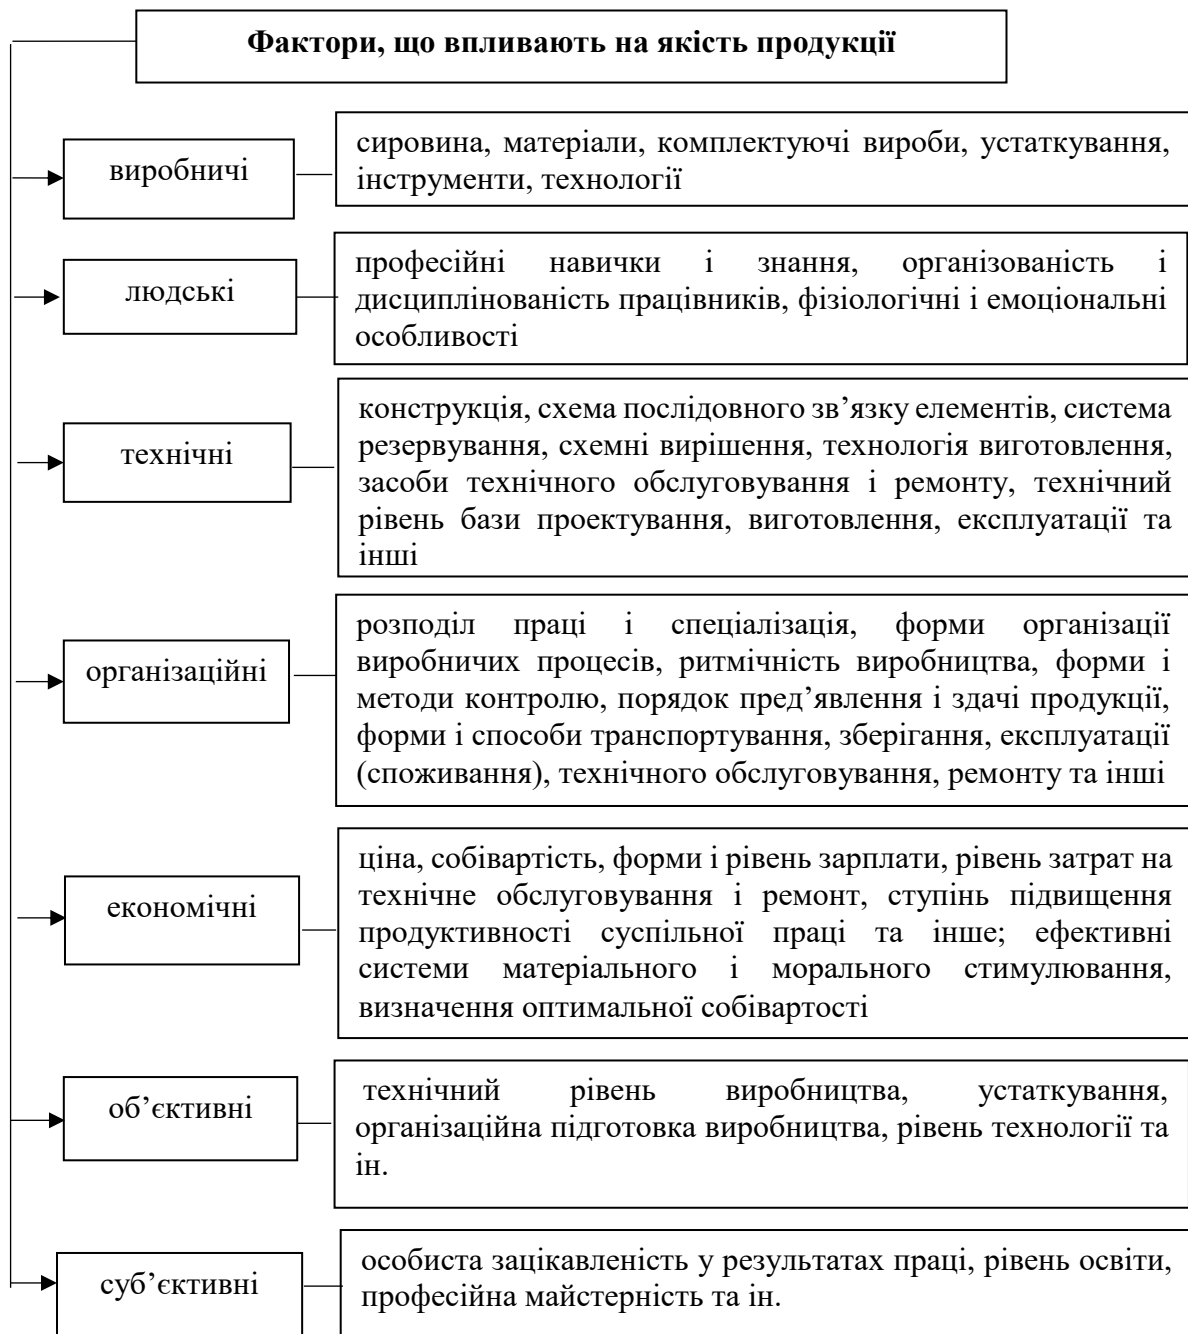 Фактори, що впливають на якість продукції
виробничі
сировина, матеріали, комплектуючі вироби, устаткування,
інструменти, технології
людські
професійні навички і знання, організованість і
дисциплінованість працівників, фізіологічні і емоціональні
особливості
технічні
конструкція, схема послідовного зв’язку елементів, система
резервування, схемні вирішення, технологія виготовлення,
засоби технічного обслуговування і ремонту, технічний
рівень бази проектування, виготовлення, експлуатації та
інші
організаційні
розподіл праці і спеціалізація, форми організації
виробничих процесів, ритмічність виробництва, форми і
методи контролю, порядок пред’явлення і здачі продукції,
форми і способи транспортування, зберігання, експлуатації
(споживання), технічного обслуговування, ремонту та інші
економічні
ціна, собівартість, форми і рівень зарплати, рівень затрат на
технічне обслуговування і ремонт, ступінь підвищення
продуктивності суспільної праці та інше; ефективні
системи матеріального і морального стимулювання,
визначення оптимальної собівартості
об’єктивні
технічний рівень виробництва, устаткування,
організаційна підготовка виробництва, рівень технології та
ін.
суб’єктивні
особиста зацікавленість у результатах праці, рівень освіти,
професійна майстерність та ін.